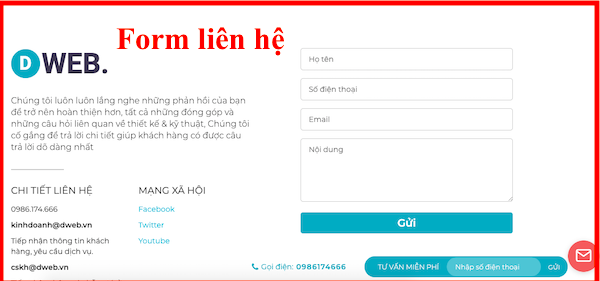 Form liên hệ
DWEB.
Chúng tôi luôn luôn lắng nghe những phản hồi của bạn
để trở nên hoàn thiện hơn, tất cả những đóng góp và
những câu hỏi liên quan về thiết kế & kỹ thuật, Chúng tôi
cố gắng để trả lời chi tiết giúp khách hàng có được câu
trả lời dõ dàng nhất
CHI TIẾT LIÊN HỆ
0986.174.666
kinhdoanh@dweb.vn
Tiếp nhận thông tin khách
hàng, yêu cầu dịch vụ.
cskh@dweb.vn
MẠNG XÃ HỘI
Facebook
Twitter
Youtube
Họ tên
Số điện thoại
Email
Nội dung
Gửi
Gọi điện: 0986174666
TƯ VẤN MIỄN PHÍ
Nhập số điện thoại
GỬI